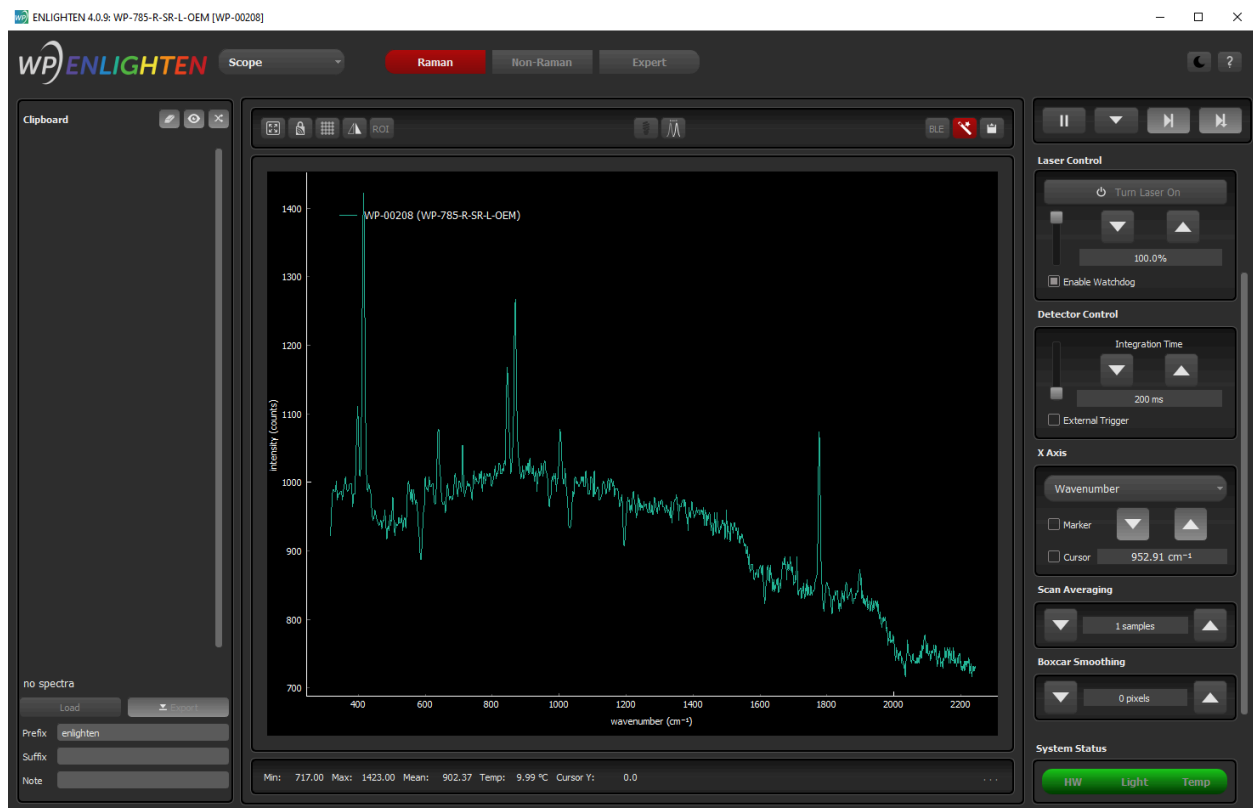 ENLIGHTEN 4.0.9: WP-785-R-SR-L-OEM [WP-00208]
WP ENLIGHTEN
Scope
Raman
Non-Raman
Expert
?
Clipboard
no spectra
Load
Export
Prefix enlighten
Suffix
Note
ROI
BLE
WP-00208 (WP-785-R-SR-L-OEM)
intensity (counts)
1400
1300
1200
1100
1000
900
800
700
400 600 800 1000 1200 1400 1600 1800 2000 2200
wavenumber (cm⁻¹)
Min: 717.00 Max: 1423.00 Mean: 902.37 Temp: 9.99 °C Cursor Y: 0.0
...
Laser Control
Turn Laser On
100.0%
Enable Watchdog
Detector Control
Integration Time
200 ms
External Trigger
X Axis
Wavenumber
Marker
Cursor 952.91 cm⁻¹
Scan Averaging
1 samples
Boxcar Smoothing
0 pixels
System Status
HW Light Temp